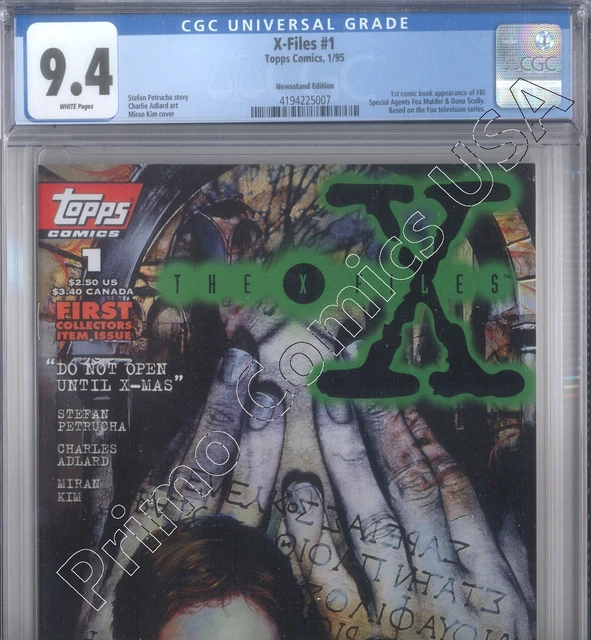 CGC UNIVERSAL GRADE
9.4
WHITE Pages
X-Files #1
Topps Comics, 1/95
Newsstand Edition
Stefan Petrucha story
Charlie Adlard art
Miran Kim cover
4194225007
1st comic book appearance of FBI
Special Agents Fox Mulder & Dana Scully.
Based on the Fox television series.
CGC
Topps
COMICS
1
$2.50 US
$3.40 CANADA
FIRST
COLLECTORS
ITEM ISSUE
THE X FILES™
X
"DO NOT OPEN
UNTIL X-MAS"
STEFAN
PETRUCHA
CHARLES
ADLARD
MIRAN
KIM
Primo Comics USA